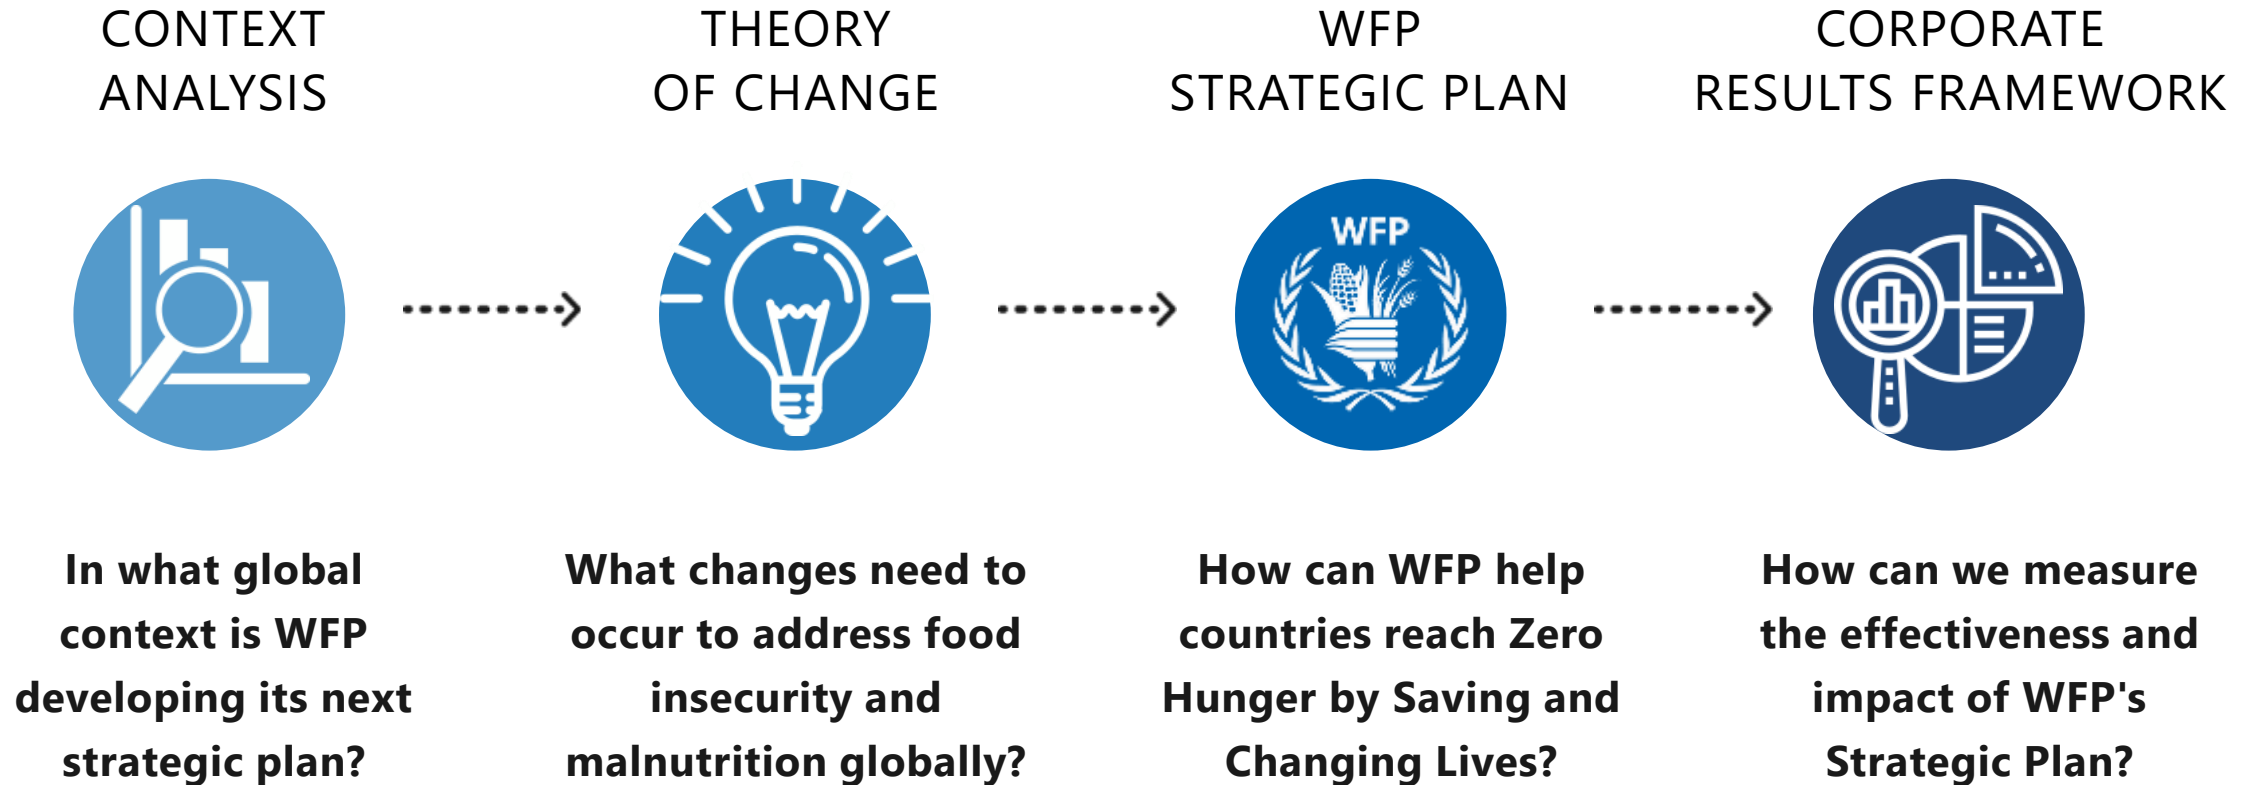 CONTEXT
ANALYSIS
In what global
context is WFP
developing its next
strategic plan?
THEORY
OF CHANGE
What changes need to
occur to address food
insecurity and
malnutrition globally?
WFP
STRATEGIC PLAN
WFP
How can WFP help
countries reach Zero
Hunger by Saving and
Changing Lives?
CORPORATE
RESULTS FRAMEWORK
How can we measure
the effectiveness and
impact of WFP's
Strategic Plan?